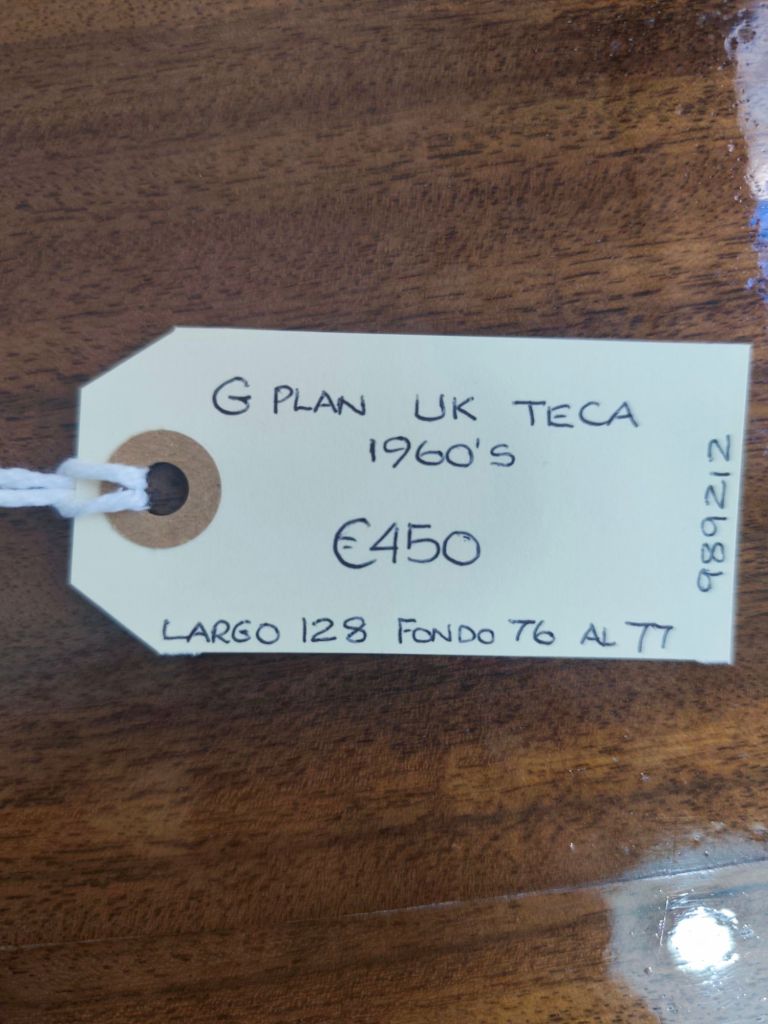 G PLAN UK TECA
1960'S
€450
LARGO 128 FONDO 76 AL 77
989212